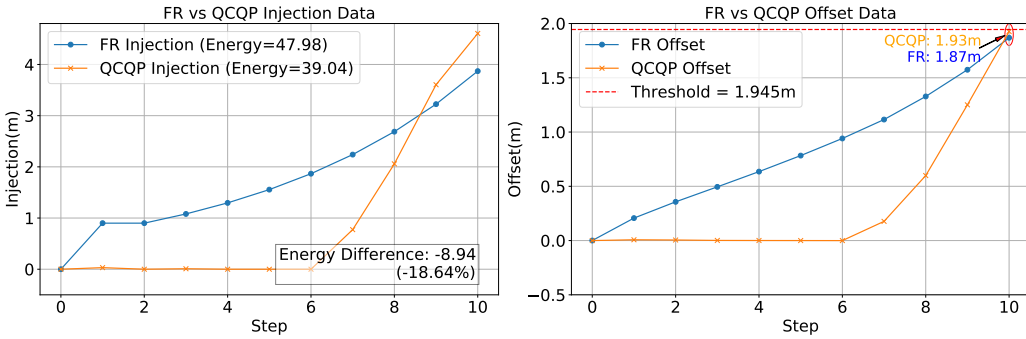 FR vs QCQP Injection Data
FR Injection (Energy=47.98)
QCQP Injection (Energy=39.04)
Energy Difference: -8.94
(-18.64%)
Injection(m)
4
3
2
1
0
0 2 4 6 8 10
Step
FR vs QCQP Offset Data
FR Offset
QCQP Offset
Threshold = 1.945m
QCQP: 1.93m
FR: 1.87m
Offset(m)
2.0
1.5
1.0
0.5
0.0
−0.5
0 2 4 6 8 10
Step